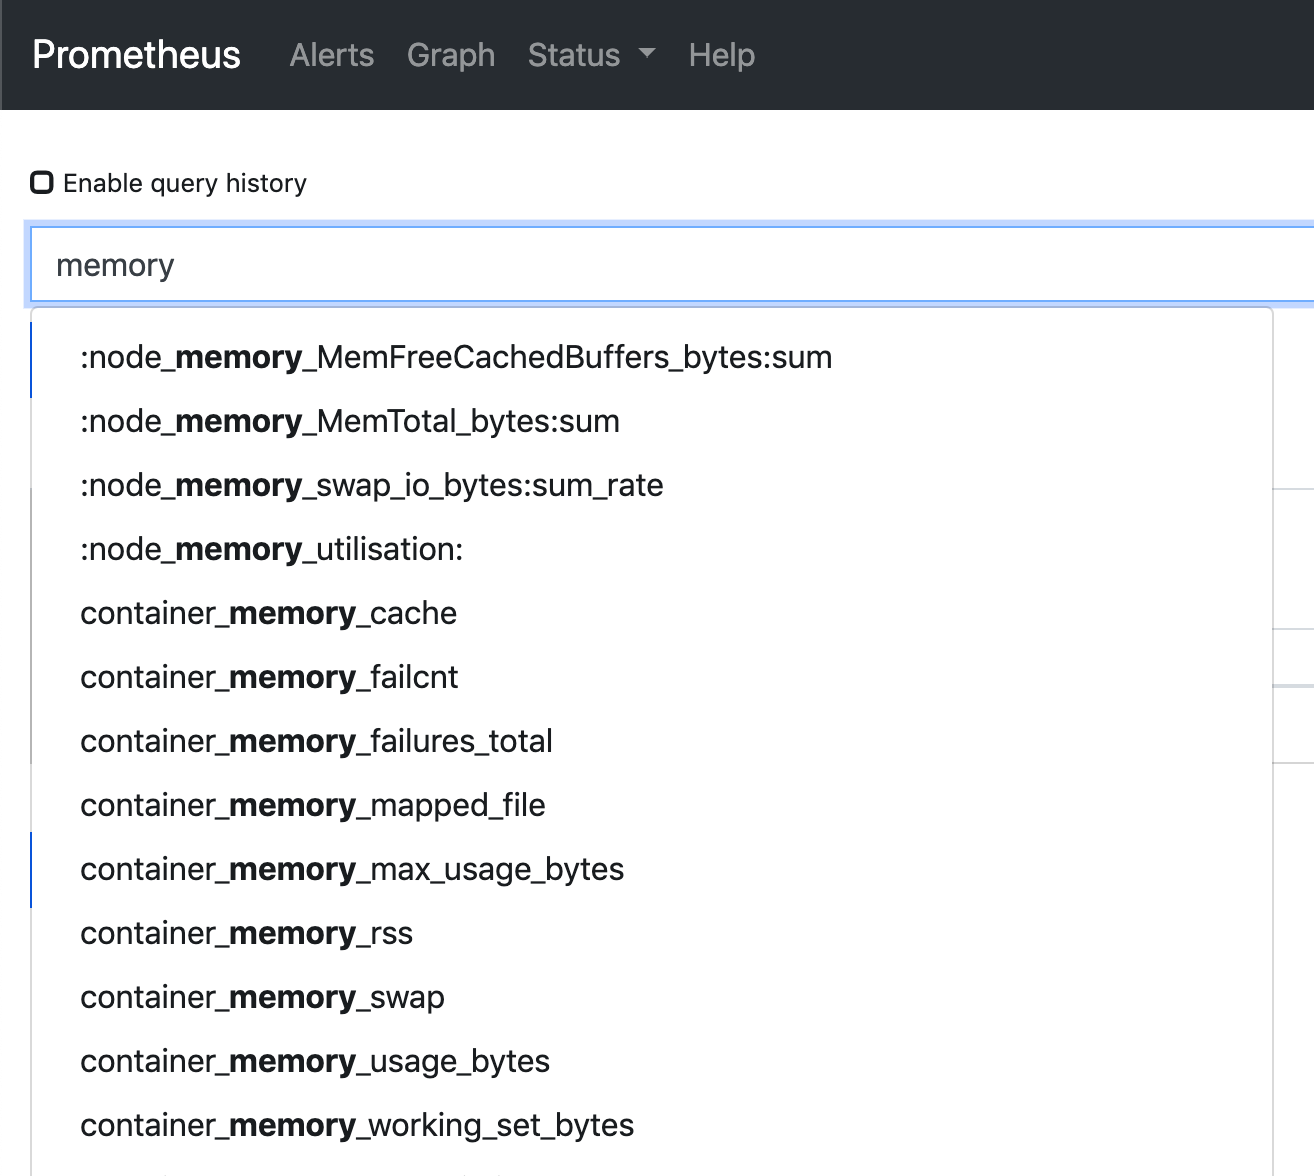 Prometheus Alerts Graph Status Help
Enable query history
memory
:node_memory_MemFreeCachedBuffers_bytes:sum
:node_memory_MemTotal_bytes:sum
:node_memory_swap_io_bytes:sum_rate
:node_memory_utilisation:
container_memory_cache
container_memory_failcnt
container_memory_failures_total
container_memory_mapped_file
container_memory_max_usage_bytes
container_memory_rss
container_memory_swap
container_memory_usage_bytes
container_memory_working_set_bytes